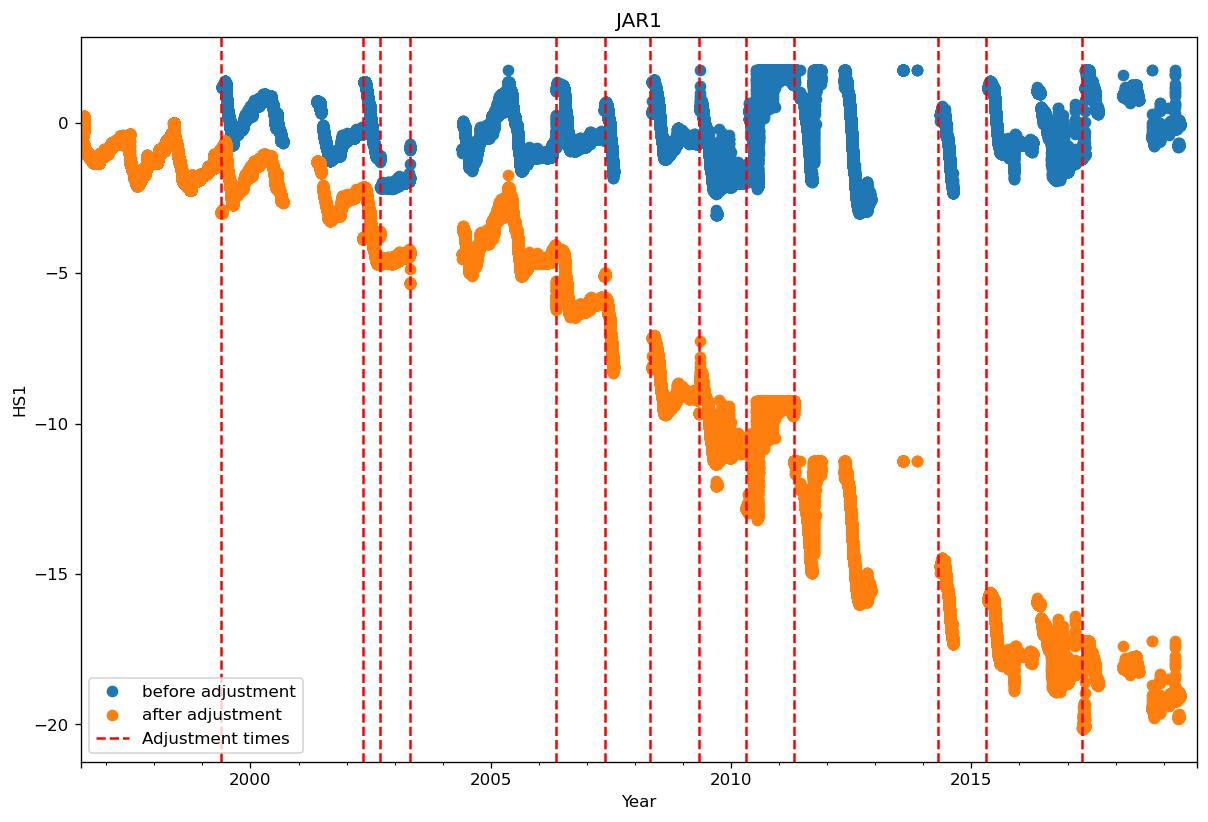 JAR1
HS1
0
−5
−10
−15
−20
before adjustment
after adjustment
Adjustment times
2000
2005
2010
2015
Year